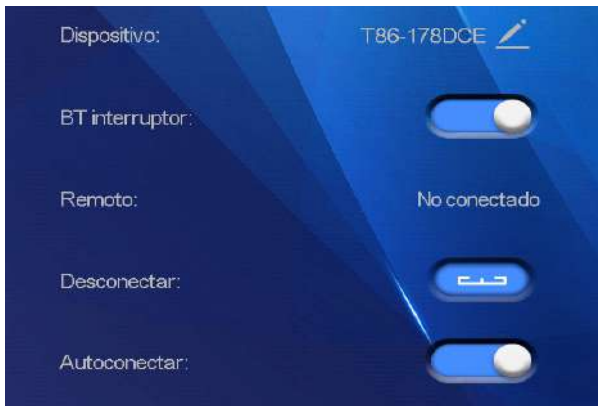 Dispositivo: T86-178DCE
BT interruptor:
Remoto: No conectado
Desconectar:
Autoconectar: